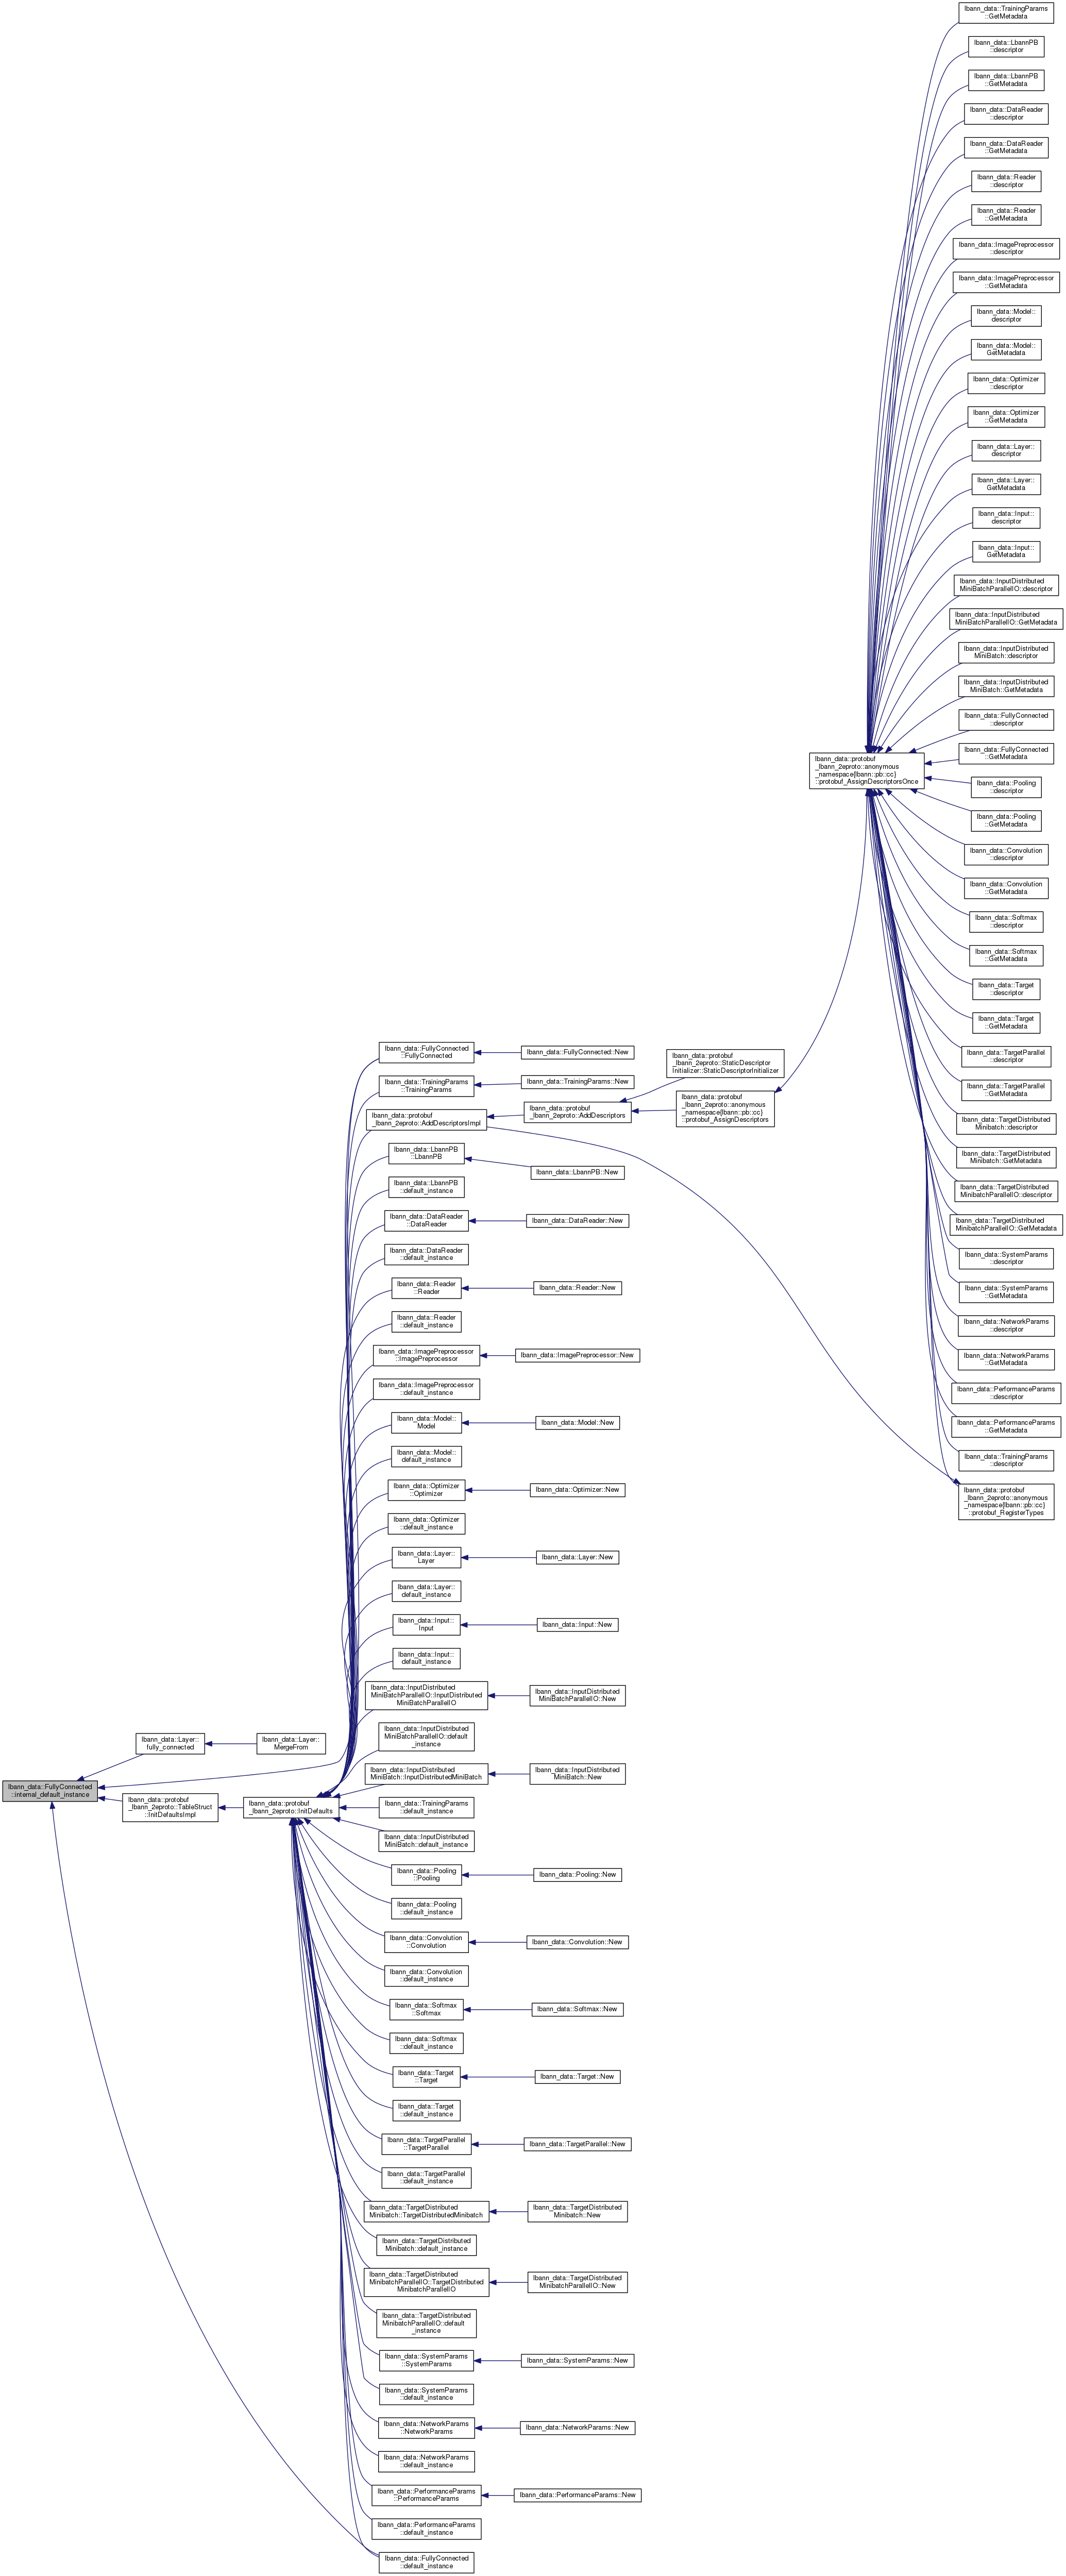 lbann_data::FullyConnected
::internal_default_instance
lbann_data::Layer::
fully_connected
lbann_data::Layer::
MergeFrom
lbann_data::protobuf
_lbann_2eproto::TableStruct
::InitDefaultsImpl
lbann_data::protobuf
_lbann_2eproto::InitDefaults
lbann_data::FullyConnected
::FullyConnected
lbann_data::FullyConnected::New
lbann_data::TrainingParams
::TrainingParams
lbann_data::TrainingParams::New
lbann_data::protobuf
_lbann_2eproto::AddDescriptorsImpl
lbann_data::protobuf
_lbann_2eproto::AddDescriptors
lbann_data::protobuf
_lbann_2eproto::StaticDescriptor
Initializer::StaticDescriptorInitializer
lbann_data::protobuf
_lbann_2eproto::anonymous
_namespace{lbann::pb::cc}
::protobuf_AssignDescriptors
lbann_data::LbannPB
::LbannPB
lbann_data::LbannPB::New
lbann_data::LbannPB
::default_instance
lbann_data::DataReader
::DataReader
lbann_data::DataReader::New
lbann_data::DataReader
::default_instance
lbann_data::Reader
::Reader
lbann_data::Reader::New
lbann_data::Reader
::default_instance
lbann_data::ImagePreprocessor
::ImagePreprocessor
lbann_data::ImagePreprocessor::New
lbann_data::ImagePreprocessor
::default_instance
lbann_data::Model::
Model
lbann_data::Model::New
lbann_data::Model::
default_instance
lbann_data::Optimizer
::Optimizer
lbann_data::Optimizer::New
lbann_data::Optimizer
::default_instance
lbann_data::Layer::
Layer
lbann_data::Layer::New
lbann_data::Layer::
default_instance
lbann_data::Input::
Input
lbann_data::Input::New
lbann_data::Input::
default_instance
lbann_data::InputDistributed
MiniBatchParallelIO::InputDistributed
MiniBatchParallelIO
lbann_data::InputDistributed
MiniBatchParallelIO::New
lbann_data::InputDistributed
MiniBatchParallelIO::default
_instance
lbann_data::InputDistributed
MiniBatch::InputDistributedMiniBatch
lbann_data::InputDistributed
MiniBatch::New
lbann_data::TrainingParams
::default_instance
lbann_data::InputDistributed
MiniBatch::default_instance
lbann_data::Pooling
::Pooling
lbann_data::Pooling::New
lbann_data::Pooling
::default_instance
lbann_data::Convolution
::Convolution
lbann_data::Convolution::New
lbann_data::Convolution
::default_instance
lbann_data::Softmax
::Softmax
lbann_data::Softmax::New
lbann_data::Softmax
::default_instance
lbann_data::Target
::Target
lbann_data::Target::New
lbann_data::Target
::default_instance
lbann_data::TargetParallel
::TargetParallel
lbann_data::TargetParallel::New
lbann_data::TargetParallel
::default_instance
lbann_data::TargetDistributed
Minibatch::TargetDistributedMinibatch
lbann_data::TargetDistributed
Minibatch::New
lbann_data::TargetDistributed
Minibatch::default_instance
lbann_data::TargetDistributed
MinibatchParallelIO::TargetDistributed
MinibatchParallelIO
lbann_data::TargetDistributed
MinibatchParallelIO::New
lbann_data::TargetDistributed
MinibatchParallelIO::default
_instance
lbann_data::SystemParams
::SystemParams
lbann_data::SystemParams::New
lbann_data::SystemParams
::default_instance
lbann_data::NetworkParams
::NetworkParams
lbann_data::NetworkParams::New
lbann_data::NetworkParams
::default_instance
lbann_data::PerformanceParams
::PerformanceParams
lbann_data::PerformanceParams::New
lbann_data::PerformanceParams
::default_instance
lbann_data::FullyConnected
::default_instance
lbann_data::protobuf
_lbann_2eproto::anonymous
_namespace{lbann::pb::cc}
::protobuf_AssignDescriptorsOnce
lbann_data::TrainingParams
::GetMetadata
lbann_data::LbannPB
::descriptor
lbann_data::LbannPB
::GetMetadata
lbann_data::DataReader
::descriptor
lbann_data::DataReader
::GetMetadata
lbann_data::Reader
::descriptor
lbann_data::Reader
::GetMetadata
lbann_data::ImagePreprocessor
::descriptor
lbann_data::ImagePreprocessor
::GetMetadata
lbann_data::Model::
descriptor
lbann_data::Model::
GetMetadata
lbann_data::Optimizer
::descriptor
lbann_data::Optimizer
::GetMetadata
lbann_data::Layer::
descriptor
lbann_data::Layer::
GetMetadata
lbann_data::Input::
descriptor
lbann_data::Input::
GetMetadata
lbann_data::InputDistributed
MiniBatchParallelIO::descriptor
lbann_data::InputDistributed
MiniBatchParallelIO::GetMetadata
lbann_data::InputDistributed
MiniBatch::descriptor
lbann_data::InputDistributed
MiniBatch::GetMetadata
lbann_data::FullyConnected
::descriptor
lbann_data::FullyConnected
::GetMetadata
lbann_data::Pooling
::descriptor
lbann_data::Pooling
::GetMetadata
lbann_data::Convolution
::descriptor
lbann_data::Convolution
::GetMetadata
lbann_data::Softmax
::descriptor
lbann_data::Softmax
::GetMetadata
lbann_data::Target
::descriptor
lbann_data::Target
::GetMetadata
lbann_data::TargetParallel
::descriptor
lbann_data::TargetParallel
::GetMetadata
lbann_data::TargetDistributed
Minibatch::descriptor
lbann_data::TargetDistributed
Minibatch::GetMetadata
lbann_data::TargetDistributed
MinibatchParallelIO::descriptor
lbann_data::TargetDistributed
MinibatchParallelIO::GetMetadata
lbann_data::SystemParams
::descriptor
lbann_data::SystemParams
::GetMetadata
lbann_data::NetworkParams
::descriptor
lbann_data::NetworkParams
::GetMetadata
lbann_data::PerformanceParams
::descriptor
lbann_data::PerformanceParams
::GetMetadata
lbann_data::TrainingParams
::descriptor
lbann_data::protobuf
_lbann_2eproto::anonymous
_namespace{lbann::pb::cc}
::protobuf_RegisterTypes